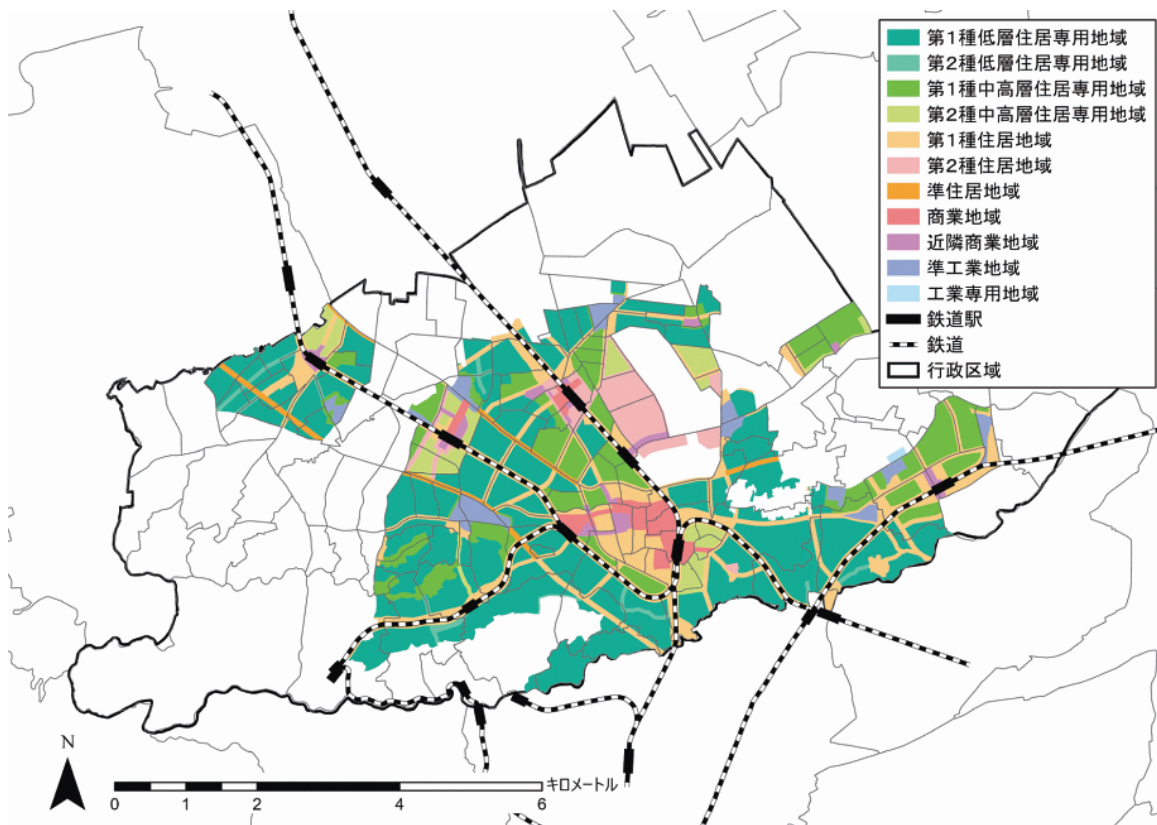 第1種低層住居専用地域
第2種低層住居専用地域
第1種中高層住居専用地域
第2種中高層住居専用地域
第1種住居地域
第2種住居地域
準住居地域
商業地域
近隣商業地域
準工業地域
工業専用地域
鉄道駅
鉄道
行政区域
N
キロメートル
0 1 2 4 6